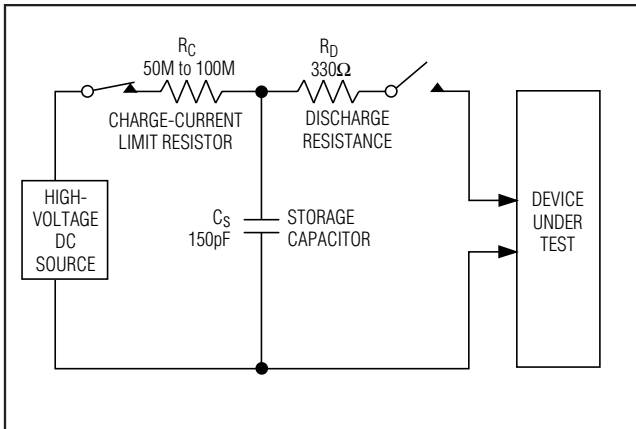 R_C
50M to 100M
CHARGE-CURRENT
LIMIT RESISTOR
R_D
330Ω
DISCHARGE
RESISTANCE
HIGH-
VOLTAGE
DC
SOURCE
C_S
150pF
STORAGE
CAPACITOR
DEVICE
UNDER
TEST